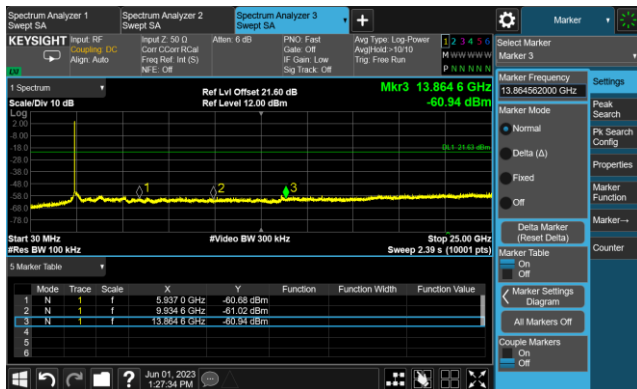 Spectrum Analyzer 1
Swept SA
Spectrum Analyzer 2
Swept SA
Spectrum Analyzer 3
Swept SA
Marker
KEYSIGHT
Input: RF
Coupling: DC
Align: Auto
Input Z: 50 Ω
Corr CCorr RCal
Freq Ref: Int (S)
NFE: Off
Atten: 6 dB
PNO: Fast
Gate: Off
IF Gain: Low
Sig Track: Off
Avg Type: Log-Power
Avg|Hold:>10/10
Trig: Free Run
1 2 3 4 5 6
M W W W W W
P N N N N N
Select Marker
Marker 3
1 Spectrum
Scale/Div 10 dB
Ref Lvl Offset 21.60 dB
Ref Level 12.00 dBm
Mkr3 13.864 6 GHz
-60.94 dBm
Log
2.00
-8.00
-18.0
-28.0
-38.0
-48.0
-58.0
-68.0
-78.0
DL1 -21.63 dBm
1
2
3
Start 30 MHz
#Res BW 100 kHz
#Video BW 300 kHz
Stop 25.00 GHz
Sweep 2.39 s (10001 pts)
5 Marker Table
Mode Trace Scale X Y Function Function Width Function Value
1 N 1 f 5.937 0 GHz -60.68 dBm
2 N 1 f 9.934 6 GHz -61.02 dBm
3 N 1 f 13.864 6 GHz -60.94 dBm
4
5
6
Marker Frequency
13.864562000 GHz
Marker Mode
Normal
Delta (Δ)
Fixed
Off
Delta Marker
(Reset Delta)
Marker Table
On
Off
Marker Settings
Diagram
All Markers Off
Couple Markers
On
Off
Settings
Peak
Search
Pk Search
Config
Properties
Marker
Function
Marker→
Counter
Jun 01, 2023
1:27:34 PM